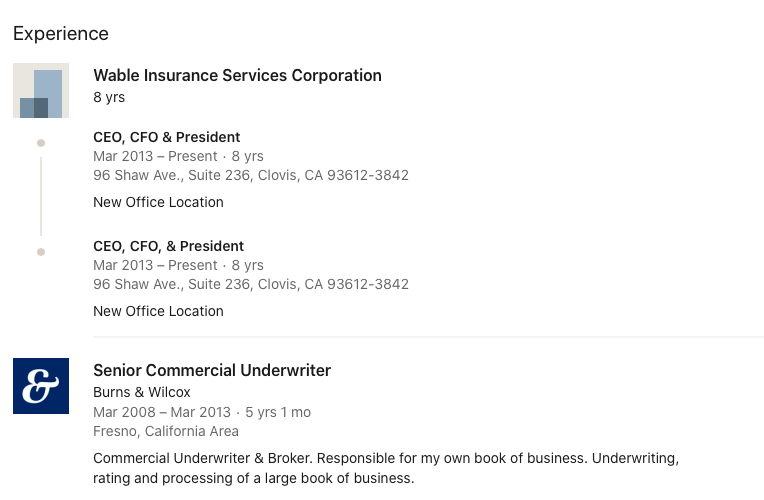 Experience
Wable Insurance Services Corporation
8 yrs
CEO, CFO & President
Mar 2013 – Present · 8 yrs
96 Shaw Ave., Suite 236, Clovis, CA 93612-3842
New Office Location
CEO, CFO, & President
Mar 2013 – Present · 8 yrs
96 Shaw Ave., Suite 236, Clovis, CA 93612-3842
New Office Location
&
Senior Commercial Underwriter
Burns & Wilcox
Mar 2008 – Mar 2013 · 5 yrs 1 mo
Fresno, California Area
Commercial Underwriter & Broker. Responsible for my own book of business. Underwriting,
rating and processing of a large book of business.